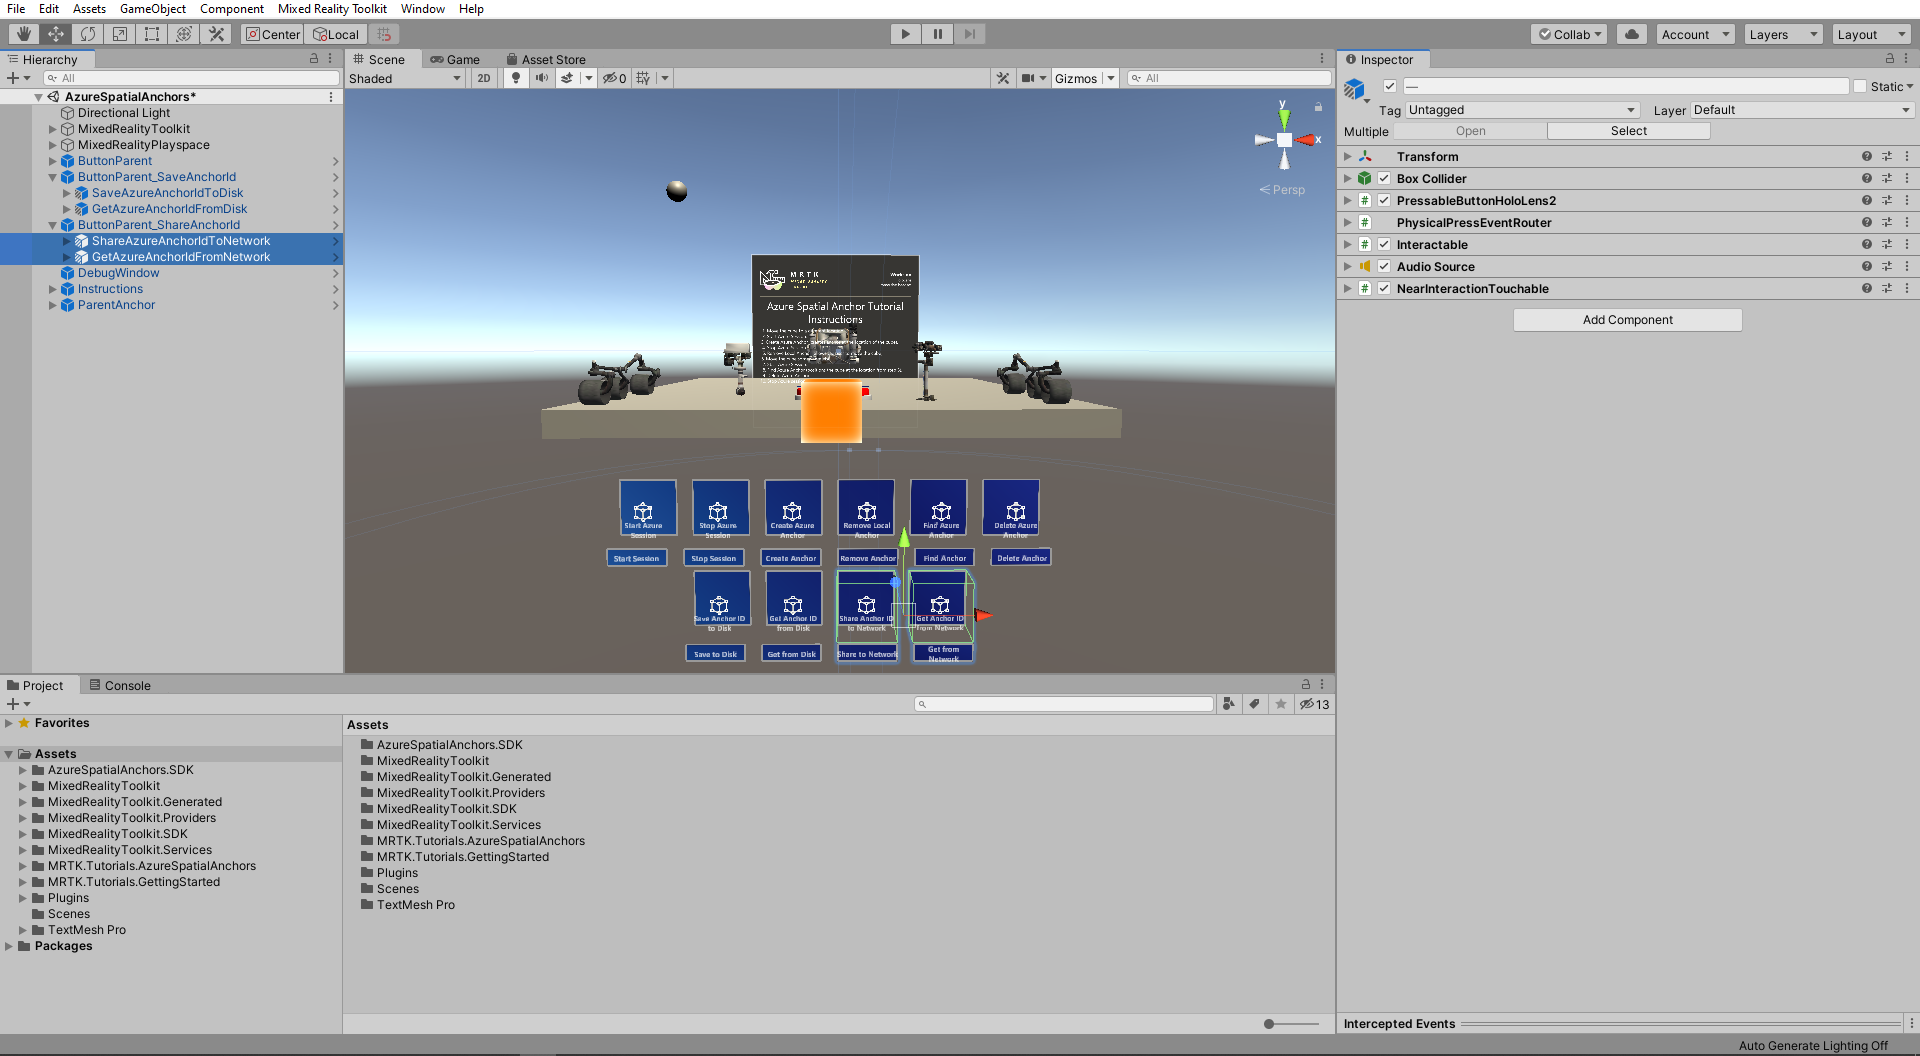 File Edit Assets GameObject Component Mixed Reality Toolkit Window Help
Center Local Collab Account Layers Layout
Hierarchy
All
AzureSpatialAnchors*
Directional Light
MixedRealityToolkit
MixedRealityPlayspace
ButtonParent
ButtonParent_SaveAnchorId
SaveAzureAnchorIdToDisk
GetAzureAnchorIdFromDisk
ButtonParent_ShareAnchorId
ShareAzureAnchorIdToNetwork
GetAzureAnchorIdFromNetwork
DebugWindow
Instructions
ParentAnchor
Scene Game Asset Store
Shaded 2D 0 Gizmos All
y
x
Persp
MRTK
Azure Spatial Anchor Tutorial
Instructions
Start Azure Session
Stop Azure Session
Create Azure Anchor
Remove Local Anchor
Find Azure Anchor
Delete Azure Anchor
Start Session
Stop Session
Create Anchor
Remove Anchor
Find Anchor
Delete Anchor
Save Anchor ID to Disk
Get Anchor ID from Disk
Share Anchor ID to Network
Get Anchor ID from Network
Save to Disk
Get from Disk
Share to Network
Get from Network
Inspector
—
Static
Tag Untagged Layer Default
Multiple Open Select
Transform
Box Collider
PressableButtonHoloLens2
PhysicalPressEventRouter
Interactable
Audio Source
NearInteractionTouchable
Add Component
Intercepted Events
Project Console
13
Favorites
Assets
AzureSpatialAnchors.SDK
MixedRealityToolkit
MixedRealityToolkit.Generated
MixedRealityToolkit.Providers
MixedRealityToolkit.SDK
MixedRealityToolkit.Services
MRTK.Tutorials.AzureSpatialAnchors
MRTK.Tutorials.GettingStarted
Plugins
Scenes
TextMesh Pro
Packages
Assets
AzureSpatialAnchors.SDK
MixedRealityToolkit
MixedRealityToolkit.Generated
MixedRealityToolkit.Providers
MixedRealityToolkit.SDK
MixedRealityToolkit.Services
MRTK.Tutorials.AzureSpatialAnchors
MRTK.Tutorials.GettingStarted
Plugins
Scenes
TextMesh Pro
Auto Generate Lighting Off